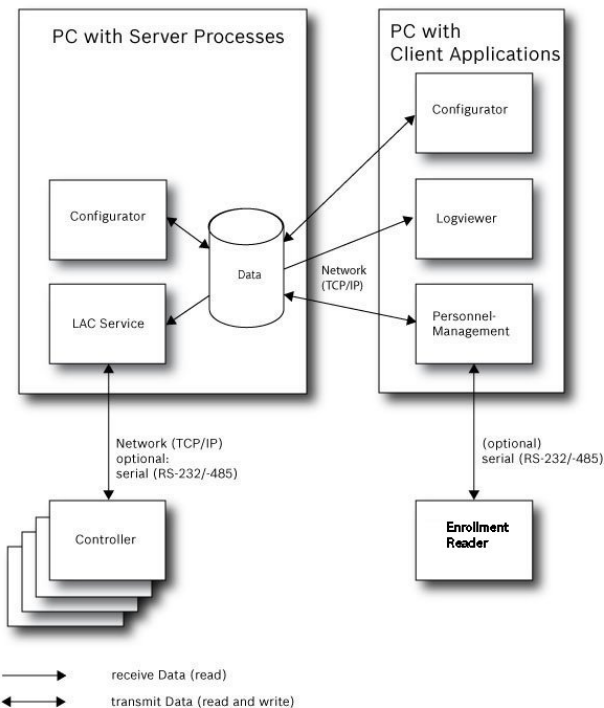 PC with Server Processes
PC with
Client Applications
Configurator
Configurator
Logviewer
Data
Network
(TCP/IP)
LAC Service
Personnel-
Management
Network (TCP/IP)
optional:
serial (RS-232/-485)
(optional)
serial (RS-232/-485)
Controller
Enrollment
Reader
receive Data (read)
transmit Data (read and write)